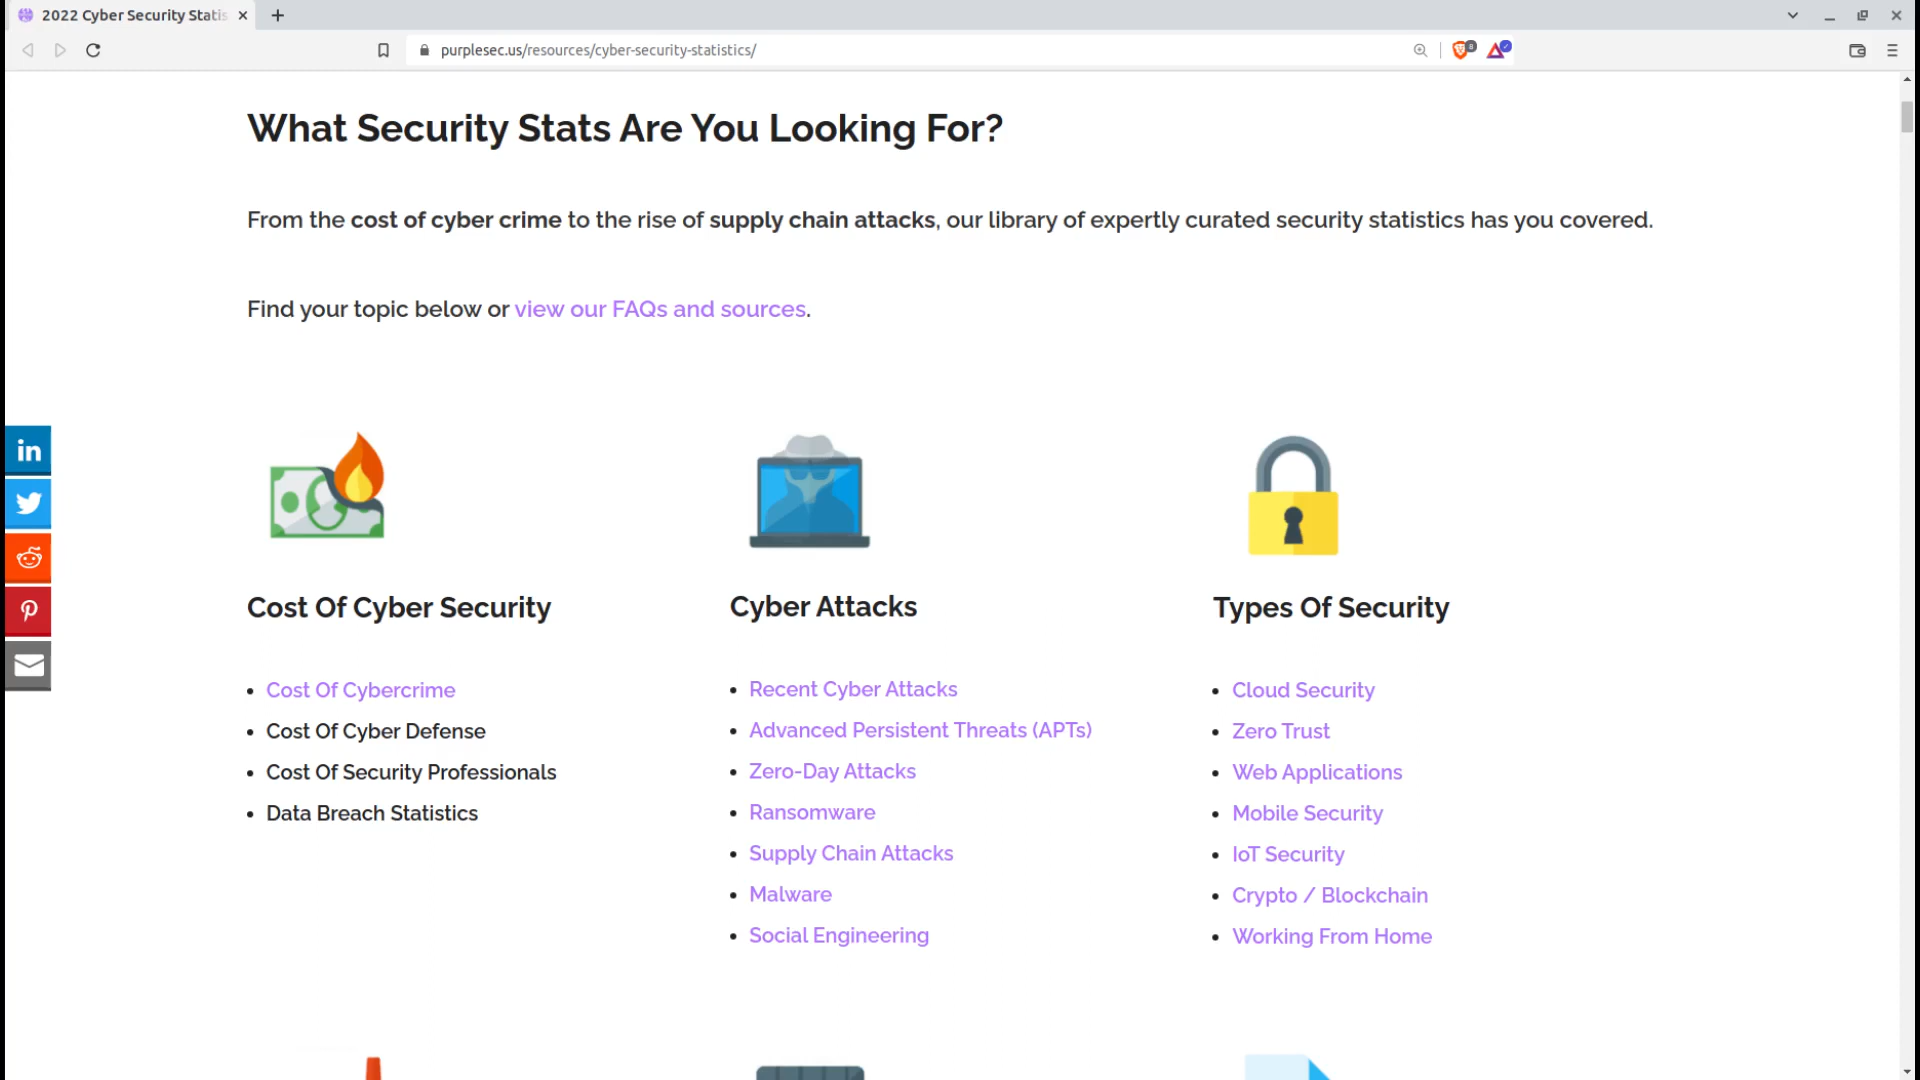 2022 Cyber Security Statis
purplesec.us/resources/cyber-security-statistics/
8
What Security Stats Are You Looking For?
From the cost of cyber crime to the rise of supply chain attacks, our library of expertly curated security statistics has you covered.
Find your topic below or view our FAQs and sources.
in
Cost Of Cyber Security
• Cost Of Cybercrime
• Cost Of Cyber Defense
• Cost Of Security Professionals
• Data Breach Statistics
Cyber Attacks
• Recent Cyber Attacks
• Advanced Persistent Threats (APTs)
• Zero-Day Attacks
• Ransomware
• Supply Chain Attacks
• Malware
• Social Engineering
Types Of Security
• Cloud Security
• Zero Trust
• Web Applications
• Mobile Security
• IoT Security
• Crypto / Blockchain
• Working From Home